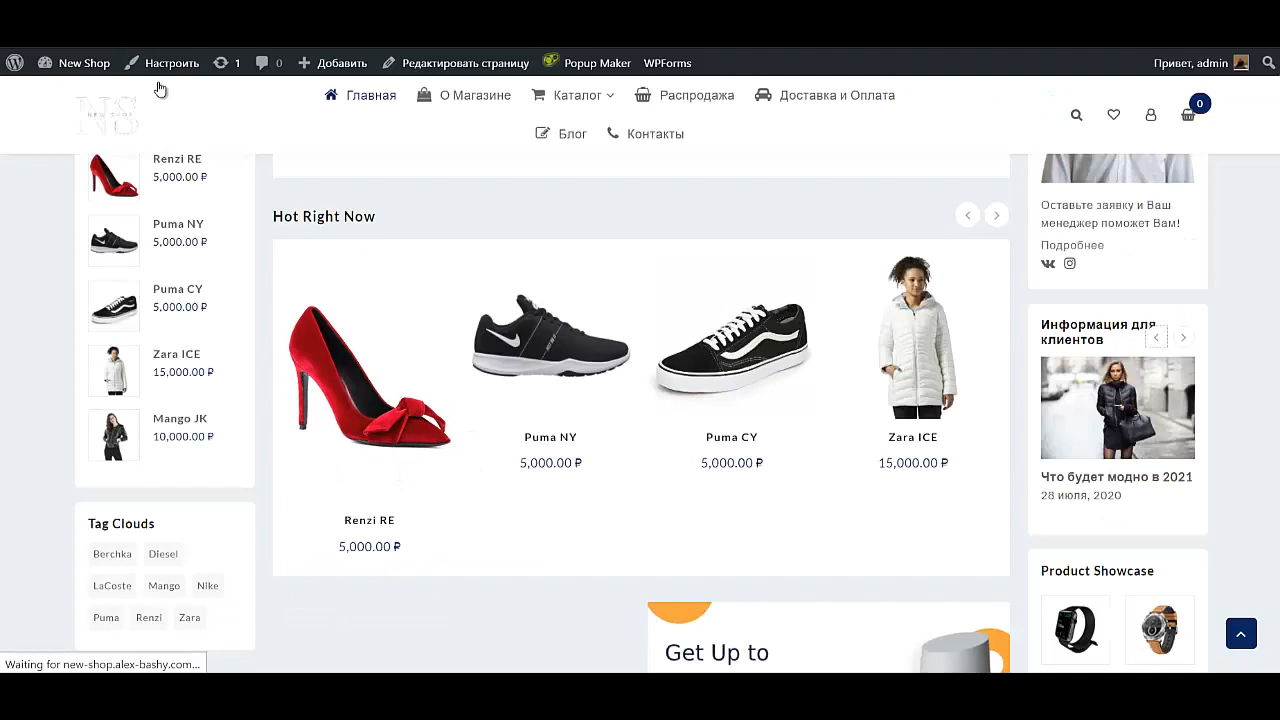 New Shop
Настроить
1
0
Добавить
Редактировать страницу
Popup Maker
WPForms
Привет, admin
NS
NEW SHOP
Главная
О Магазине
Каталог
Распродажа
Доставка и Оплата
Блог
Контакты
0
Renzi RE
5,000.00 ₽
Puma NY
5,000.00 ₽
Puma CY
5,000.00 ₽
Zara ICE
15,000.00 ₽
Mango JK
10,000.00 ₽
Tag Clouds
Berchka Diesel
LaCoste Mango Nike
Puma Renzi Zara
Hot Right Now
Renzi RE
5,000.00 ₽
Puma NY
5,000.00 ₽
Puma CY
5,000.00 ₽
Zara ICE
15,000.00 ₽
Get Up to
Оставьте заявку и Ваш
менеджер поможет Вам!
Подробнее
Информация для
клиентов
Что будет модно в 2021
28 июля, 2020
Product Showcase
Waiting for new-shop.alex-bashy.com...